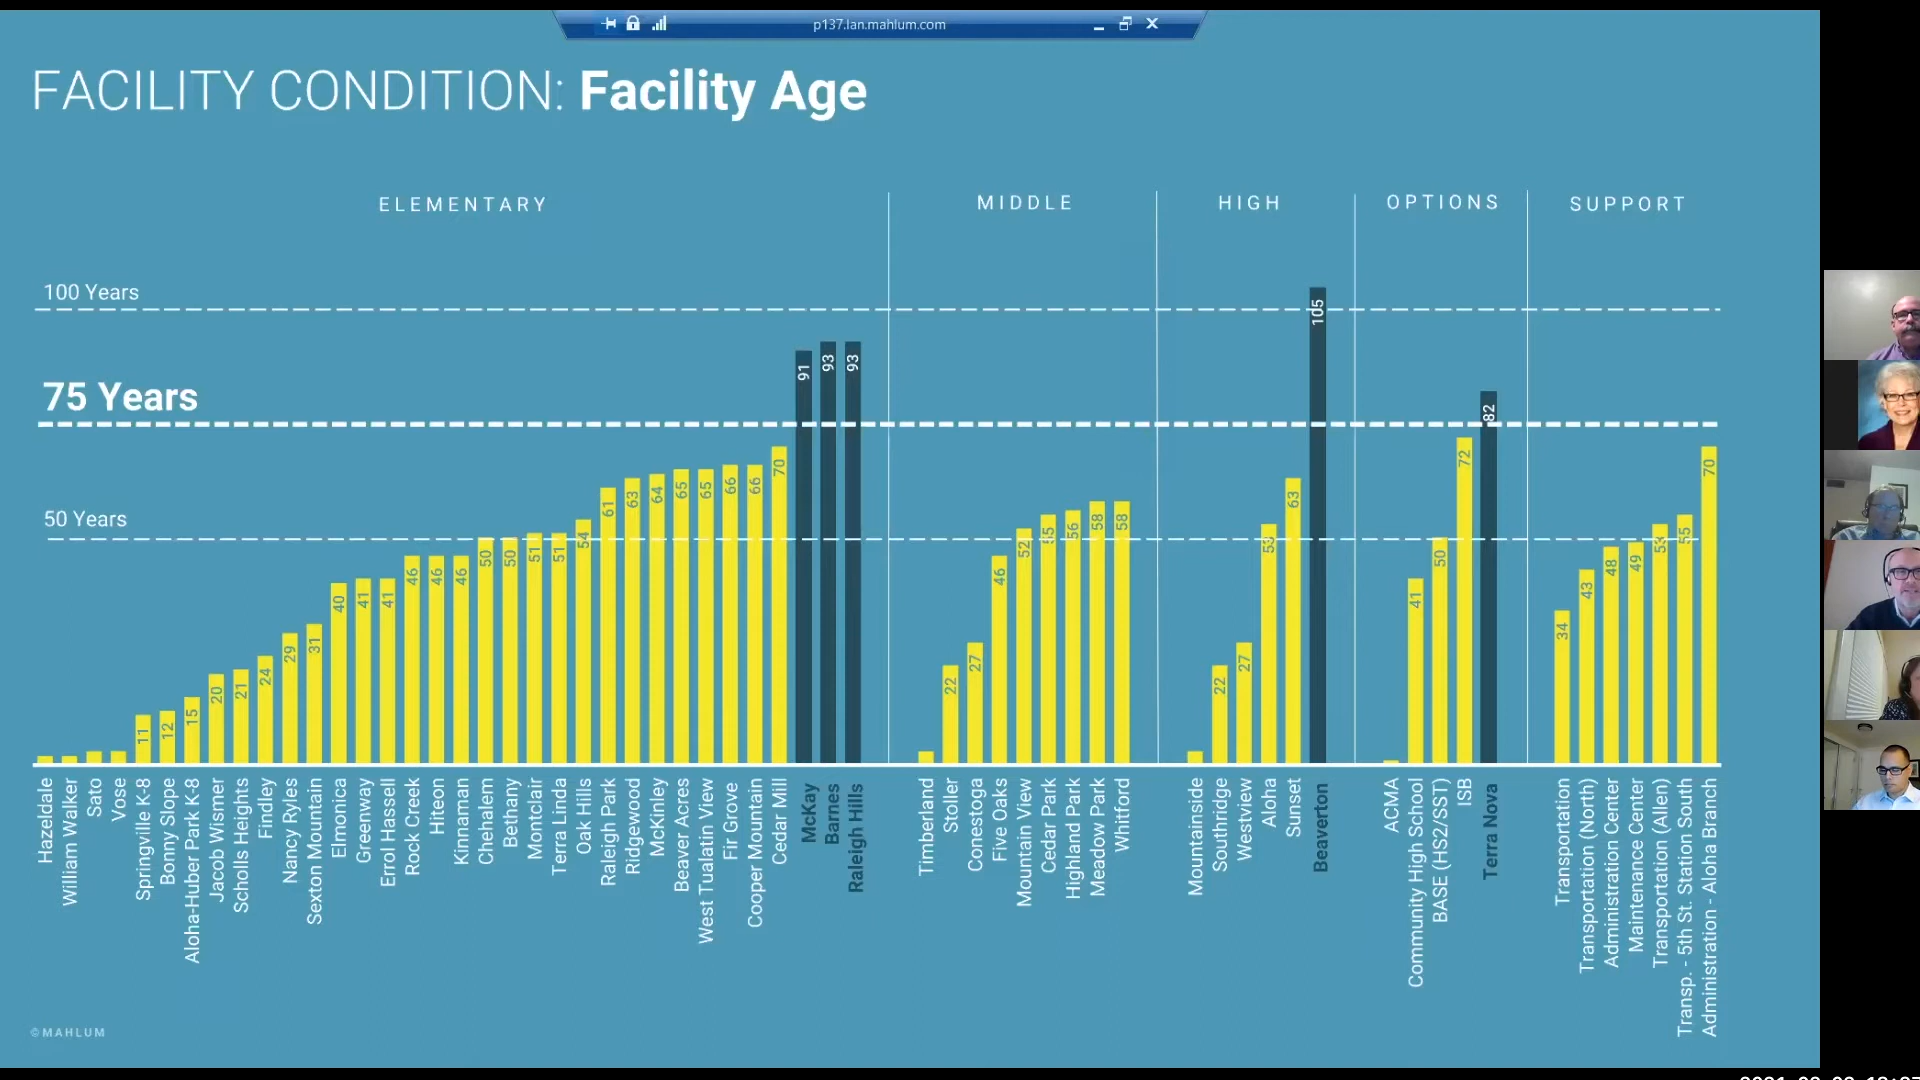 p137.lan.mahlum.com
FACILITY CONDITION: Facility Age
ELEMENTARY
MIDDLE
HIGH
OPTIONS
SUPPORT
100 Years
75 Years
50 Years
11
12
15
20
21
24
29
31
40
41
41
46
46
46
50
50
51
51
54
61
63
64
65
65
66
66
70
91
93
93
22
27
46
52
55
56
58
58
22
27
53
63
105
41
50
72
82
34
43
48
49
53
55
70
Hazeldale
William Walker
Sato
Vose
Springville K-8
Bonny Slope
Aloha-Huber Park K-8
Jacob Wismer
Scholls Heights
Findley
Nancy Ryles
Sexton Mountain
Elmonica
Greenway
Errol Hassell
Rock Creek
Hiteon
Kinnaman
Chehalem
Bethany
Montclair
Terra Linda
Oak Hills
Raleigh Park
Ridgewood
McKinley
Beaver Acres
West Tualatin View
Fir Grove
Cooper Mountain
Cedar Mill
McKay
Barnes
Raleigh Hills
Timberland
Stoller
Conestoga
Five Oaks
Mountain View
Cedar Park
Highland Park
Meadow Park
Whitford
Mountainside
Southridge
Westview
Aloha
Sunset
Beaverton
ACMA
Community High School
BASE (HS2/SST)
ISB
Terra Nova
Transportation
Transportation (North)
Administration Center
Maintenance Center
Transportation (Allen)
Transp. - 5th St. Station South
Administration - Aloha Branch
©MAHLUM